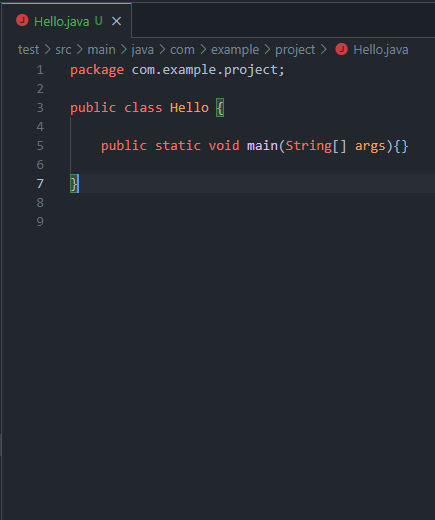 Hello.java U
test > src > main > java > com > example > project > Hello.java
1 package com.example.project;
2
3 public class Hello {
4
5 public static void main(String[] args){}
6
7 }
8
9